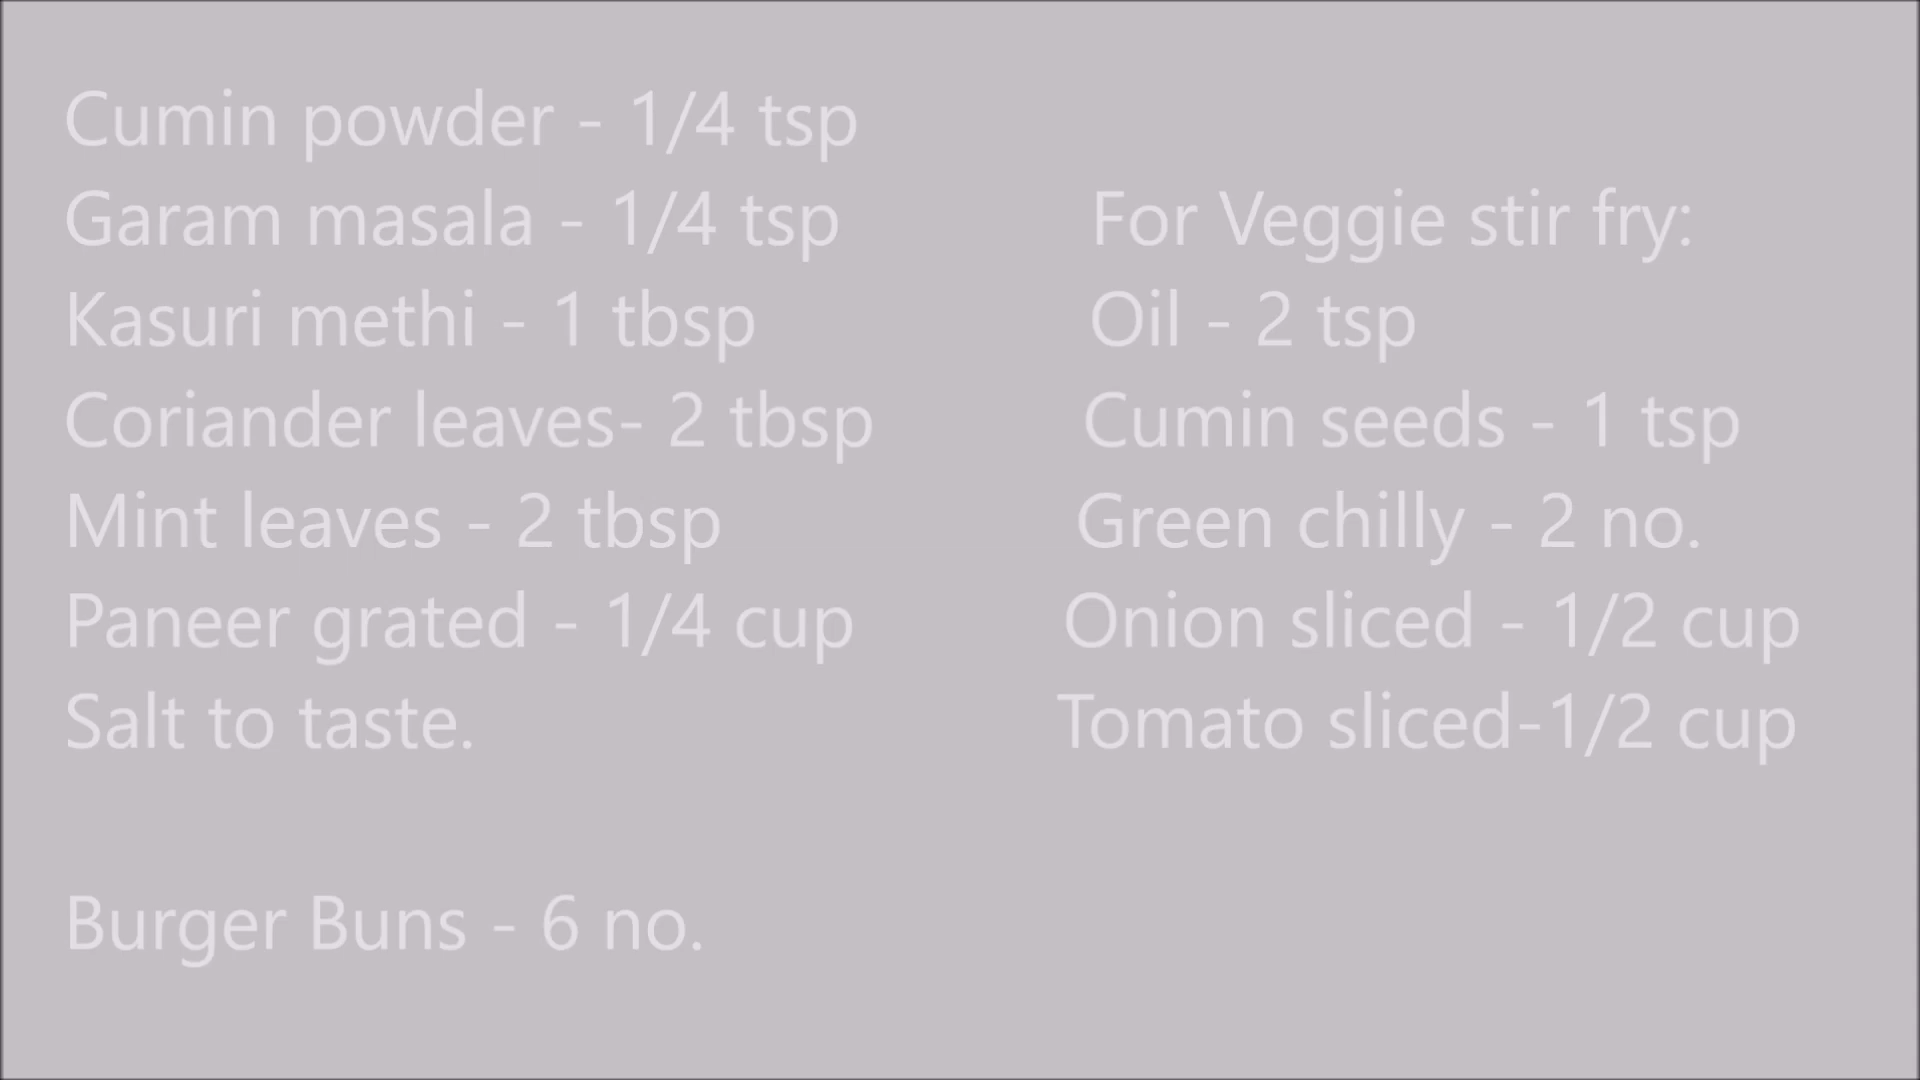 Cumin powder - 1/4 tsp
Garam masala - 1/4 tsp
Kasuri methi - 1 tbsp
Coriander leaves- 2 tbsp
Mint leaves - 2 tbsp
Paneer grated - 1/4 cup
Salt to taste.
Burger Buns - 6 no.
For Veggie stir fry:
Oil - 2 tsp
Cumin seeds - 1 tsp
Green chilly - 2 no.
Onion sliced - 1/2 cup
Tomato sliced-1/2 cup